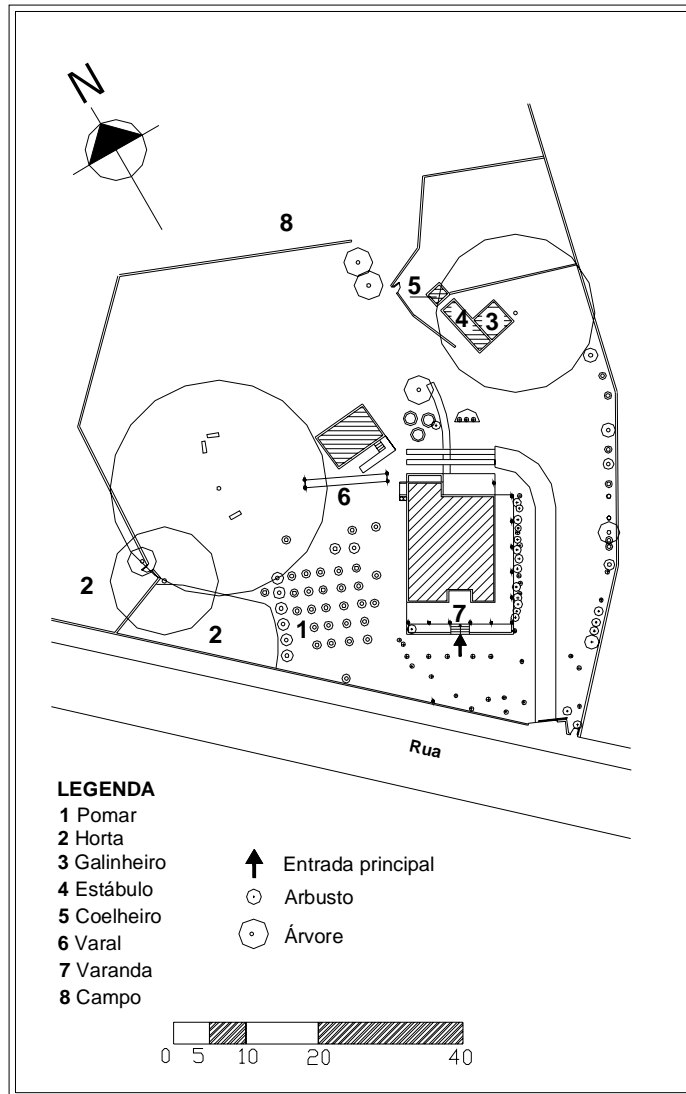 N
8
5
4 3
6
2
2
1
7
Rua
LEGENDA
1 Pomar
2 Horta
3 Galinheiro
4 Estábulo
5 Coelheiro
6 Varal
7 Varanda
8 Campo
Entrada principal
Arbusto
Árvore
0 5 10 20 40